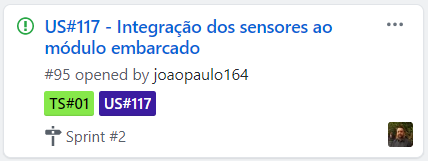 US#117 - Integração dos sensores ao
módulo embarcado
#95 opened by joaopaulo164
TS#01 US#117
Sprint #2